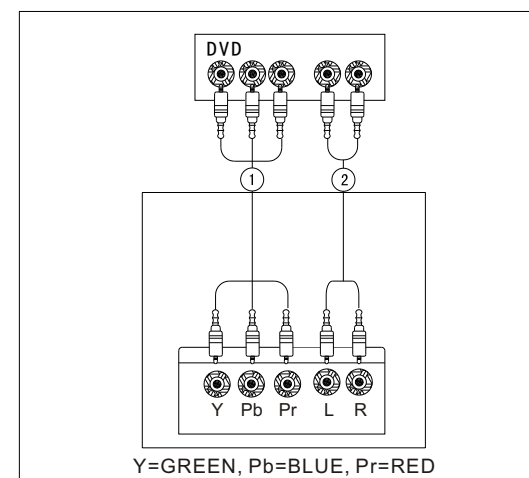 DVD
1 2
Y Pb Pr L R
Y=GREEN, Pb=BLUE, Pr=RED